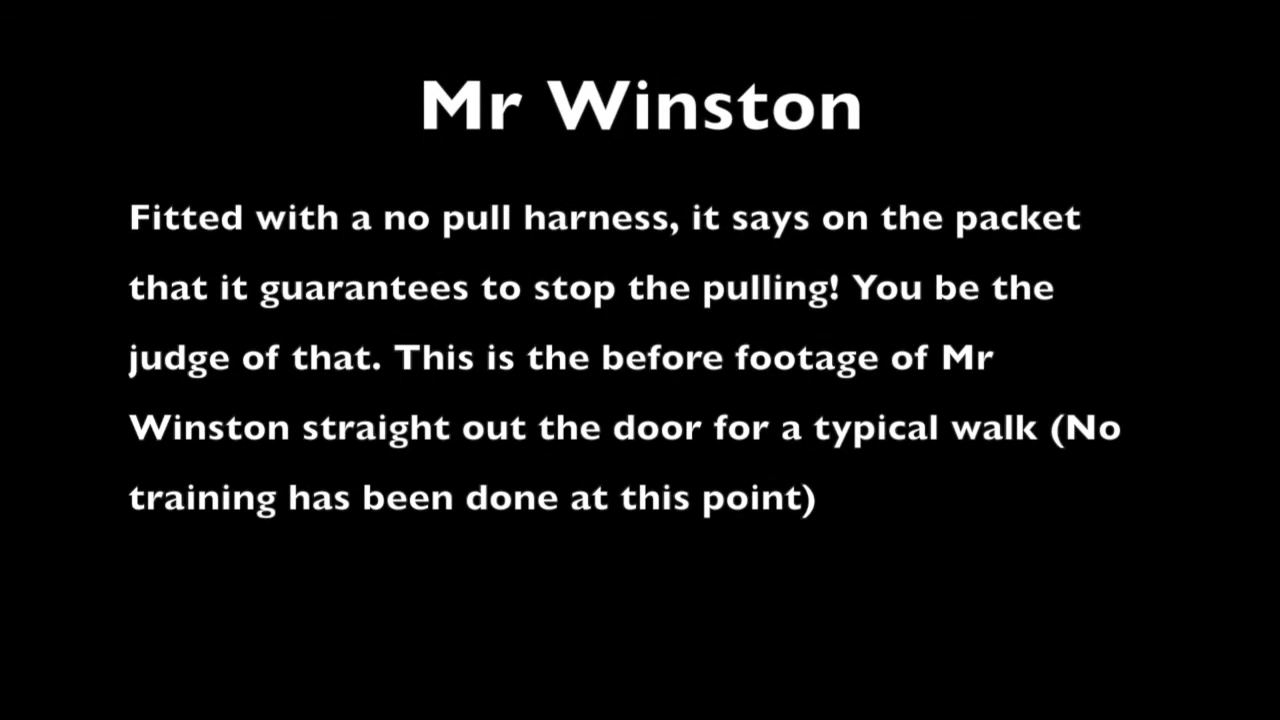 Mr Winston
Fitted with a no pull harness, it says on the packet
that it guarantees to stop the pulling! You be the
judge of that. This is the before footage of Mr
Winston straight out the door for a typical walk (No
training has been done at this point)